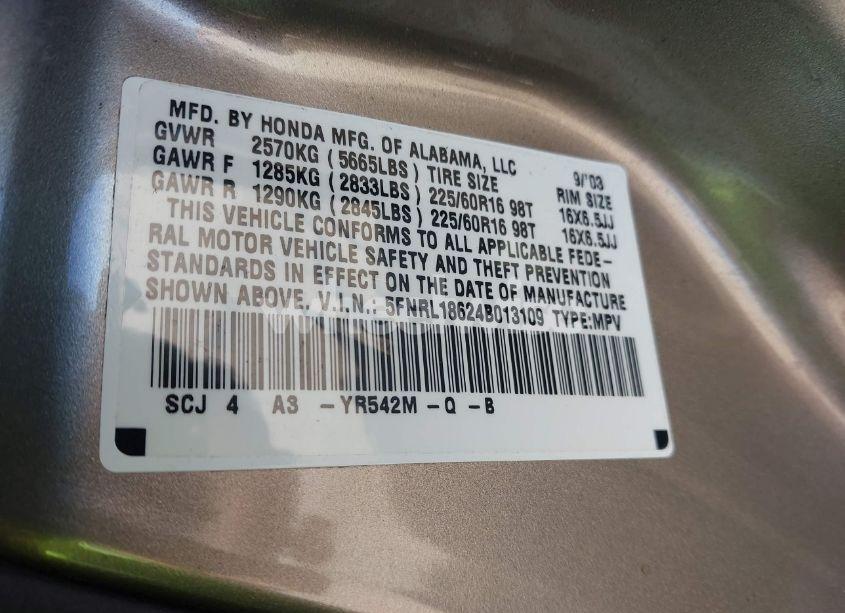 MFD. BY HONDA MFG. OF ALABAMA, LLC 9/'03
GVWR 2570KG (5665LBS) TIRE SIZE RIM SIZE
GAWR F 1285KG (2833LBS) 225/60R16 98T 16X6.5JJ
GAWR R 1290KG (2845LBS) 225/60R16 98T 16X6.5JJ
THIS VEHICLE CONFORMS TO ALL APPLICABLE FEDE-
RAL MOTOR VEHICLE SAFETY AND THEFT PREVENTION
STANDARDS IN EFFECT ON THE DATE OF MANUFACTURE
SHOWN ABOVE. V.I.N.: 5FNRL18624B013109 TYPE:MPV
SCJ 4 A3 -YR542M -Q -B